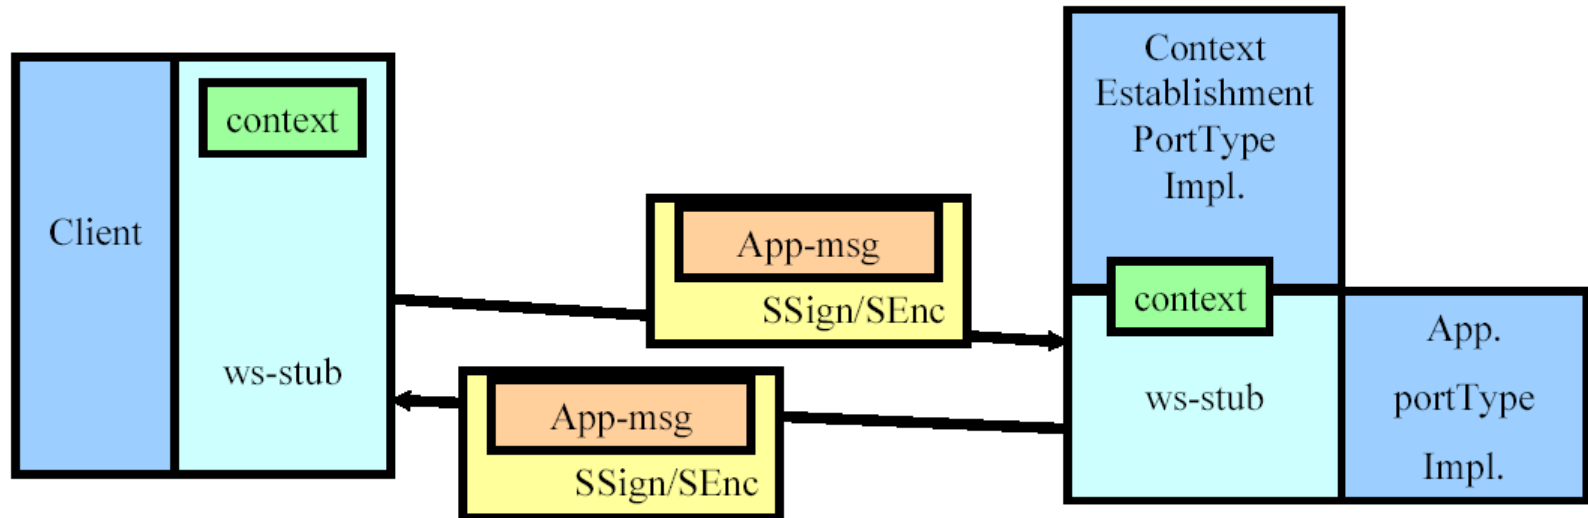 Client
context
ws-stub
App-msg
SSign/SEnc
App-msg
SSign/SEnc
Context
Establishment
PortType
Impl.
context
ws-stub
App.
portType
Impl.